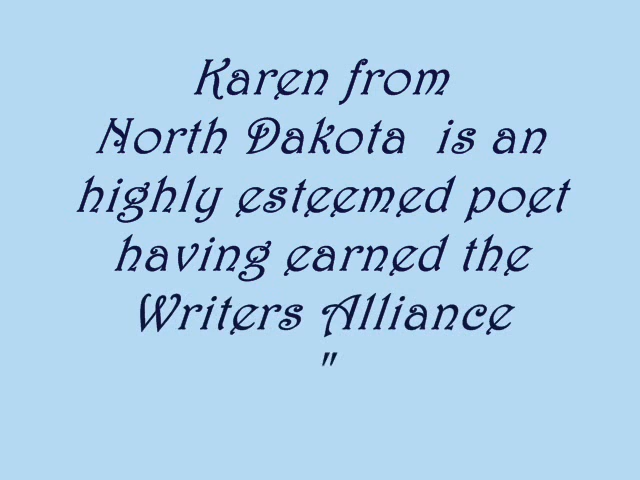 Karen from
North Dakota is an
highly esteemed poet
having earned the
Writers Alliance
"